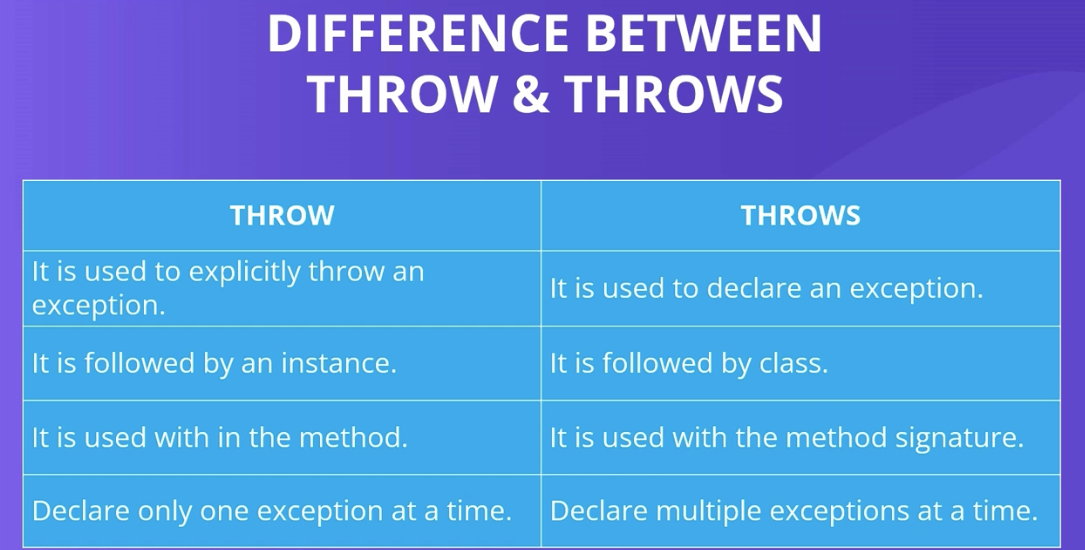 DIFFERENCE BETWEEN
THROW & THROWS
THROW
THROWS
It is used to explicitly throw an
exception.
It is used to declare an exception.
It is followed by an instance.
It is followed by class.
It is used with in the method.
It is used with the method signature.
Declare only one exception at a time.
Declare multiple exceptions at a time.